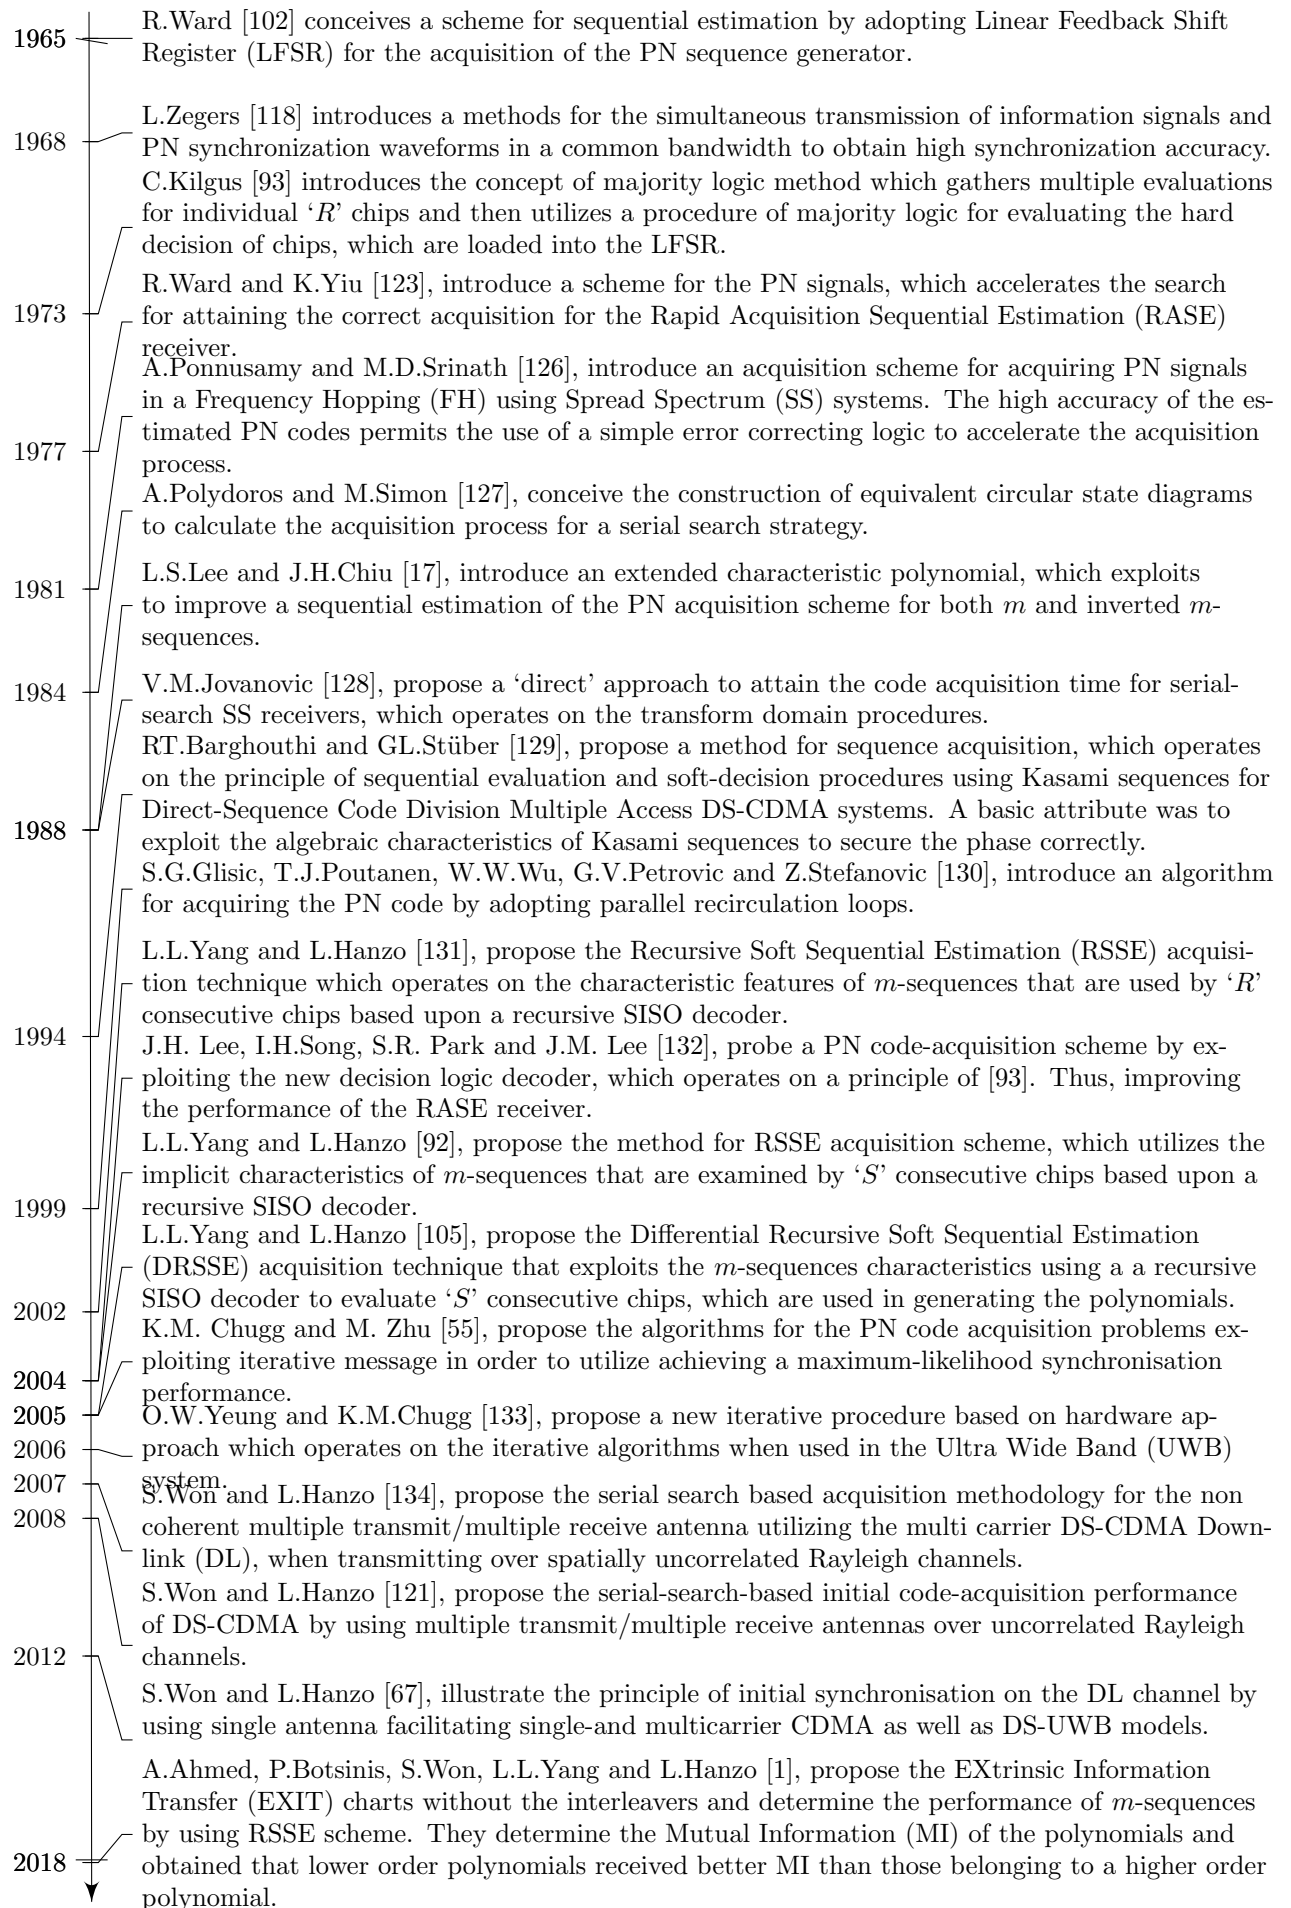 1965
R.Ward [102] conceives a scheme for sequential estimation by adopting Linear Feedback Shift
Register (LFSR) for the acquisition of the PN sequence generator.
1968
L.Zegers [118] introduces a methods for the simultaneous transmission of information signals and
PN synchronization waveforms in a common bandwidth to obtain high synchronization accuracy.
C.Kilgus [93] introduces the concept of majority logic method which gathers multiple evaluations
for individual ‘R’ chips and then utilizes a procedure of majority logic for evaluating the hard
decision of chips, which are loaded into the LFSR.
1973
R.Ward and K.Yiu [123], introduce a scheme for the PN signals, which accelerates the search
for attaining the correct acquisition for the Rapid Acquisition Sequential Estimation (RASE)
receiver.
A.Ponnusamy and M.D.Srinath [126], introduce an acquisition scheme for acquiring PN signals
in a Frequency Hopping (FH) using Spread Spectrum (SS) systems. The high accuracy of the es-
timated PN codes permits the use of a simple error correcting logic to accelerate the acquisition
process.
1977
A.Polydoros and M.Simon [127], conceive the construction of equivalent circular state diagrams
to calculate the acquisition process for a serial search strategy.
1981
L.S.Lee and J.H.Chiu [17], introduce an extended characteristic polynomial, which exploits
to improve a sequential estimation of the PN acquisition scheme for both m and inverted m-
sequences.
1984
V.M.Jovanovic [128], propose a ‘direct’ approach to attain the code acquisition time for serial-
search SS receivers, which operates on the transform domain procedures.
RT.Barghouthi and GL.Stüber [129], propose a method for sequence acquisition, which operates
on the principle of sequential evaluation and soft-decision procedures using Kasami sequences for
Direct-Sequence Code Division Multiple Access DS-CDMA systems. A basic attribute was to
exploit the algebraic characteristics of Kasami sequences to secure the phase correctly.
1988
S.G.Glisic, T.J.Poutanen, W.W.Wu, G.V.Petrovic and Z.Stefanovic [130], introduce an algorithm
for acquiring the PN code by adopting parallel recirculation loops.
L.L.Yang and L.Hanzo [131], propose the Recursive Soft Sequential Estimation (RSSE) acquisi-
tion technique which operates on the characteristic features of m-sequences that are used by ‘R’
consecutive chips based upon a recursive SISO decoder.
1994
J.H. Lee, I.H.Song, S.R. Park and J.M. Lee [132], probe a PN code-acquisition scheme by ex-
ploiting the new decision logic decoder, which operates on a principle of [93]. Thus, improving
the performance of the RASE receiver.
L.L.Yang and L.Hanzo [92], propose the method for RSSE acquisition scheme, which utilizes the
implicit characteristics of m-sequences that are examined by ‘S’ consecutive chips based upon a
recursive SISO decoder.
1999
L.L.Yang and L.Hanzo [105], propose the Differential Recursive Soft Sequential Estimation
(DRSSE) acquisition technique that exploits the m-sequences characteristics using a a recursive
SISO decoder to evaluate ‘S’ consecutive chips, which are used in generating the polynomials.
2002
K.M. Chugg and M. Zhu [55], propose the algorithms for the PN code acquisition problems ex-
ploiting iterative message in order to utilize achieving a maximum-likelihood synchronisation
performance.
2004
2005
O.W.Yeung and K.M.Chugg [133], propose a new iterative procedure based on hardware ap-
proach which operates on the iterative algorithms when used in the Ultra Wide Band (UWB)
system.
2006
2007
S.Won and L.Hanzo [134], propose the serial search based acquisition methodology for the non
coherent multiple transmit/multiple receive antenna utilizing the multi carrier DS-CDMA Down-
link (DL), when transmitting over spatially uncorrelated Rayleigh channels.
2008
S.Won and L.Hanzo [121], propose the serial-search-based initial code-acquisition performance
of DS-CDMA by using multiple transmit/multiple receive antennas over uncorrelated Rayleigh
channels.
2012
S.Won and L.Hanzo [67], illustrate the principle of initial synchronisation on the DL channel by
using single antenna facilitating single-and multicarrier CDMA as well as DS-UWB models.
A.Ahmed, P.Botsinis, S.Won, L.L.Yang and L.Hanzo [1], propose the EXtrinsic Information
Transfer (EXIT) charts without the interleavers and determine the performance of m-sequences
by using RSSE scheme. They determine the Mutual Information (MI) of the polynomials and
obtained that lower order polynomials received better MI than those belonging to a higher order
polynomial.
2018